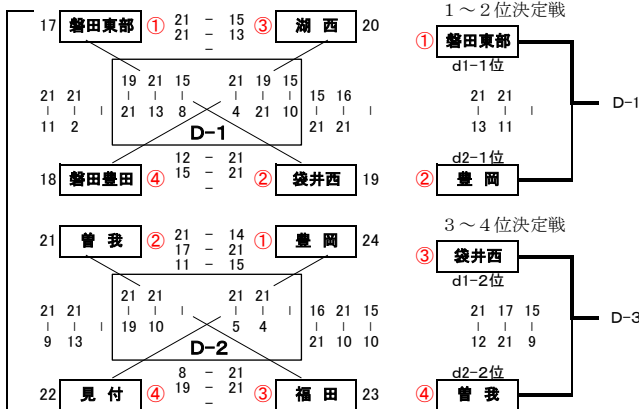 1～2位決定戦
17 磐田東部 ① 21 － 15 ③ 湖 西 20
21 － 13
－
① 磐田東部
d1-1位
19 21 15 21 19 15
21 21 | | | | | | | 15 16
| | 21 13 8 4 21 10 | | |
11 2 21 21
D-1
21 21
| | |
13 11
D-1
12 － 21
18 磐田豊田 ④ 15 － 21 ② 袋井西 19
－
d2-1位
② 豊 岡
3～4位決定戦
21 曽 我 ② 21 － 14 ① 豊 岡 24
17 － 21
11 － 15
③ 袋井西
d1-2位
21 21 21 21
21 21 | | | | | | 16 21 15
| | | 19 10 5 4 | | |
9 13 21 10 10
D-2
21 17 15
| | |
12 21 9
D-3
8 － 21
22 見 付 ④ 19 － 21 ③ 福 田 23
－
d2-2位
④ 曽 我